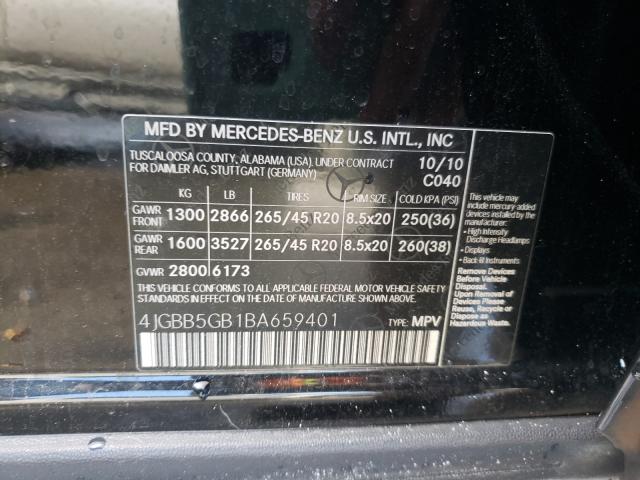 MFD BY MERCEDES-BENZ U.S. INTL., INC
TUSCALOOSA COUNTY, ALABAMA (USA), UNDER CONTRACT
FOR DAIMLER AG, STUTTGART (GERMANY)
10/10
C040
KG LB TIRES RIM SIZE COLD KPA (PSI)
GAWR FRONT 1300 2866 265/45 R20 8.5x20 250(36)
GAWR REAR 1600 3527 265/45 R20 8.5x20 260(38)
GVWR 2800 6173
THIS VEHICLE CONFORMS TO ALL APPLICABLE FEDERAL MOTOR VEHICLE SAFETY
STANDARDS IN EFFECT ON THE DATE OF MANUFACTURE SHOWN ABOVE.
4JGBB5GB1BA659401
TYPE: MPV
This vehicle may
include mercury-added
devices installed by
the manufacturer:
• High Intensity
Discharge Headlamps
• Displays
• Back-lit Instruments
Remove Devices
Before Vehicle
Disposal.
Upon Removal of
Devices Please
Reuse, Recycle or
Dispose as
Hazardous Waste.